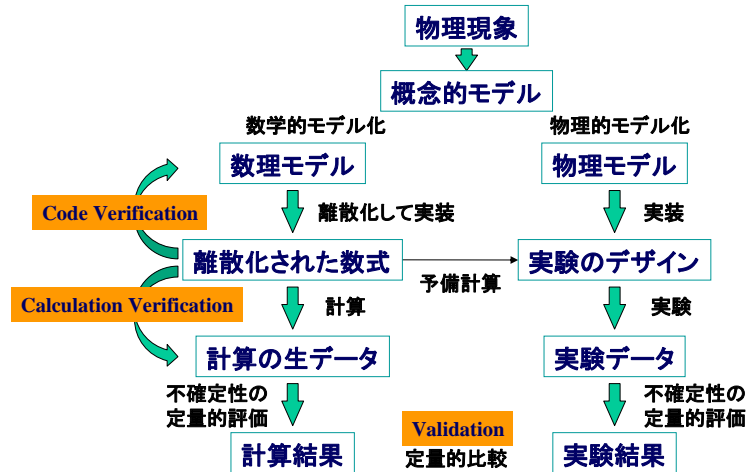 物理現象
概念的モデル
数学的モデル化
物理的モデル化
数理モデル
物理モデル
Code Verification
離散化して実装
実装
離散化された数式
予備計算
実験のデザイン
Calculation Verification
計算
実験
計算の生データ
実験データ
不確定性の
定量的評価
不確定性の
定量的評価
Validation
定量的比較
計算結果
実験結果